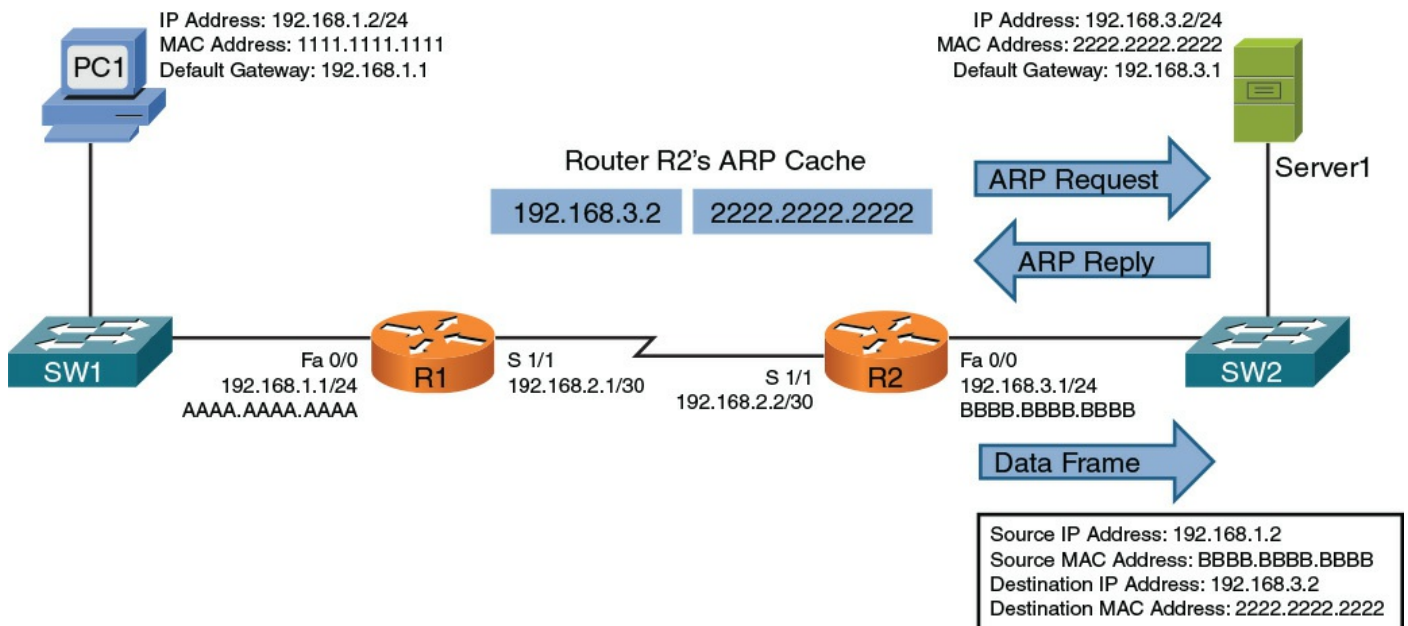 IP Address: 192.168.1.2/24
MAC Address: 1111.1111.1111
Default Gateway: 192.168.1.1
PC1
IP Address: 192.168.3.2/24
MAC Address: 2222.2222.2222
Default Gateway: 192.168.3.1
Server1
Router R2's ARP Cache
192.168.3.2 2222.2222.2222
ARP Request
ARP Reply
SW1
Fa 0/0
192.168.1.1/24
AAAA.AAAA.AAAA
R1
S 1/1
192.168.2.1/30
S 1/1
192.168.2.2/30
R2
Fa 0/0
192.168.3.1/24
BBBB.BBBB.BBBB
SW2
Data Frame
Source IP Address: 192.168.1.2
Source MAC Address: BBBB.BBBB.BBBB
Destination IP Address: 192.168.3.2
Destination MAC Address: 2222.2222.2222